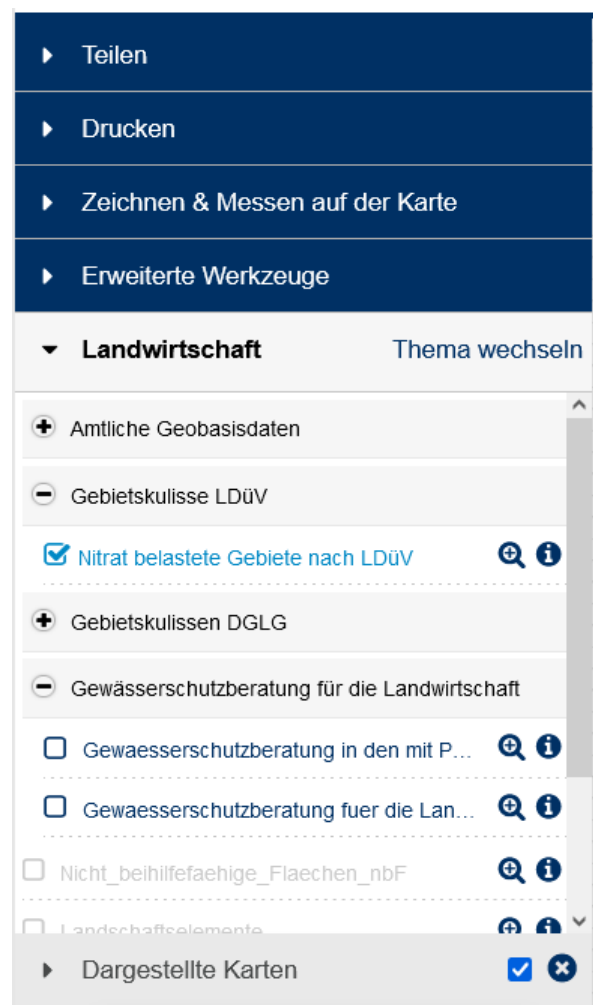 Teilen
Drucken
Zeichnen & Messen auf der Karte
Erweiterte Werkzeuge
Landwirtschaft Thema wechseln
Amtliche Geobasisdaten
Gebietskulisse LDüV
Nitrat belastete Gebiete nach LDüV
Gebietskulissen DGLG
Gewässerschutzberatung für die Landwirtschaft
Gewaesserschutzberatung in den mit P...
Gewaesserschutzberatung fuer die Lan...
Nicht_beihilfefaehige_Flaechen_nbF
Landschaftselemente
Dargestellte Karten